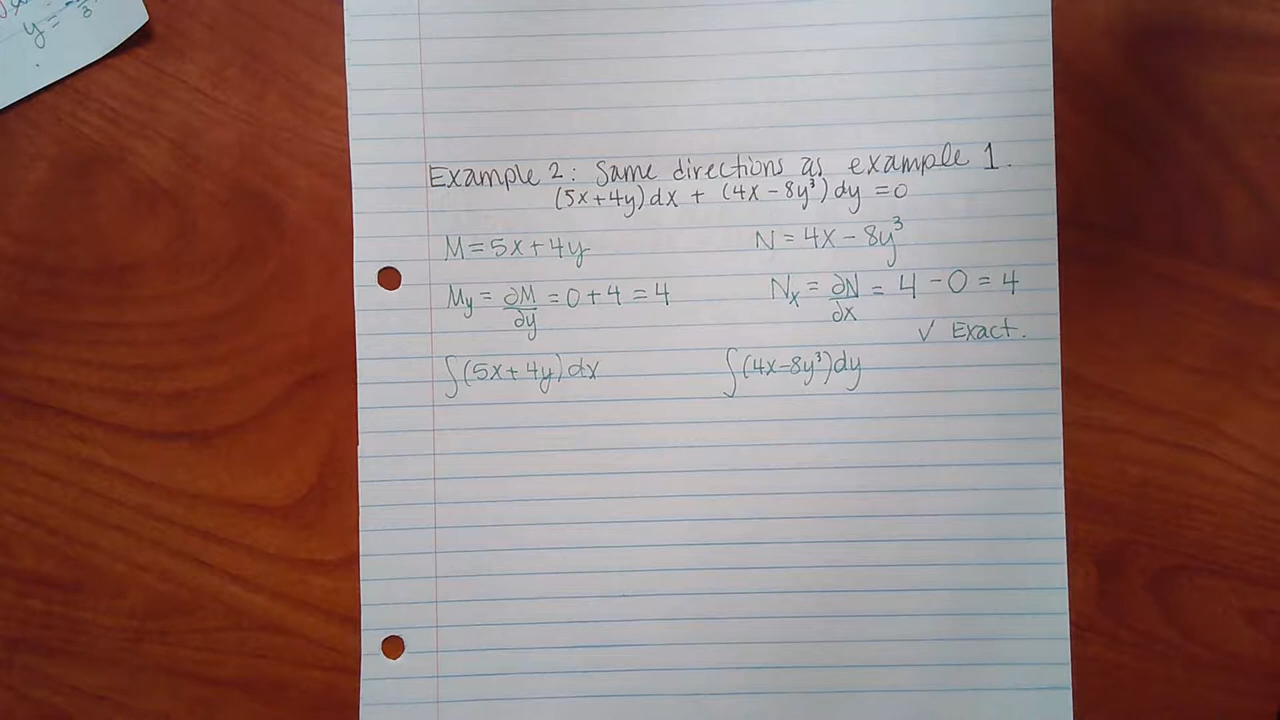 y =
Example 2: Same directions as example 1.
(5x+4y)dx + (4x-8y³)dy = 0
M = 5x + 4y N = 4x - 8y³
My = ∂M/∂y = 0+4 = 4 Nx = ∂N/∂x = 4 - 0 = 4
✓ Exact.
∫(5x+4y)dx ∫(4x-8y³)dy